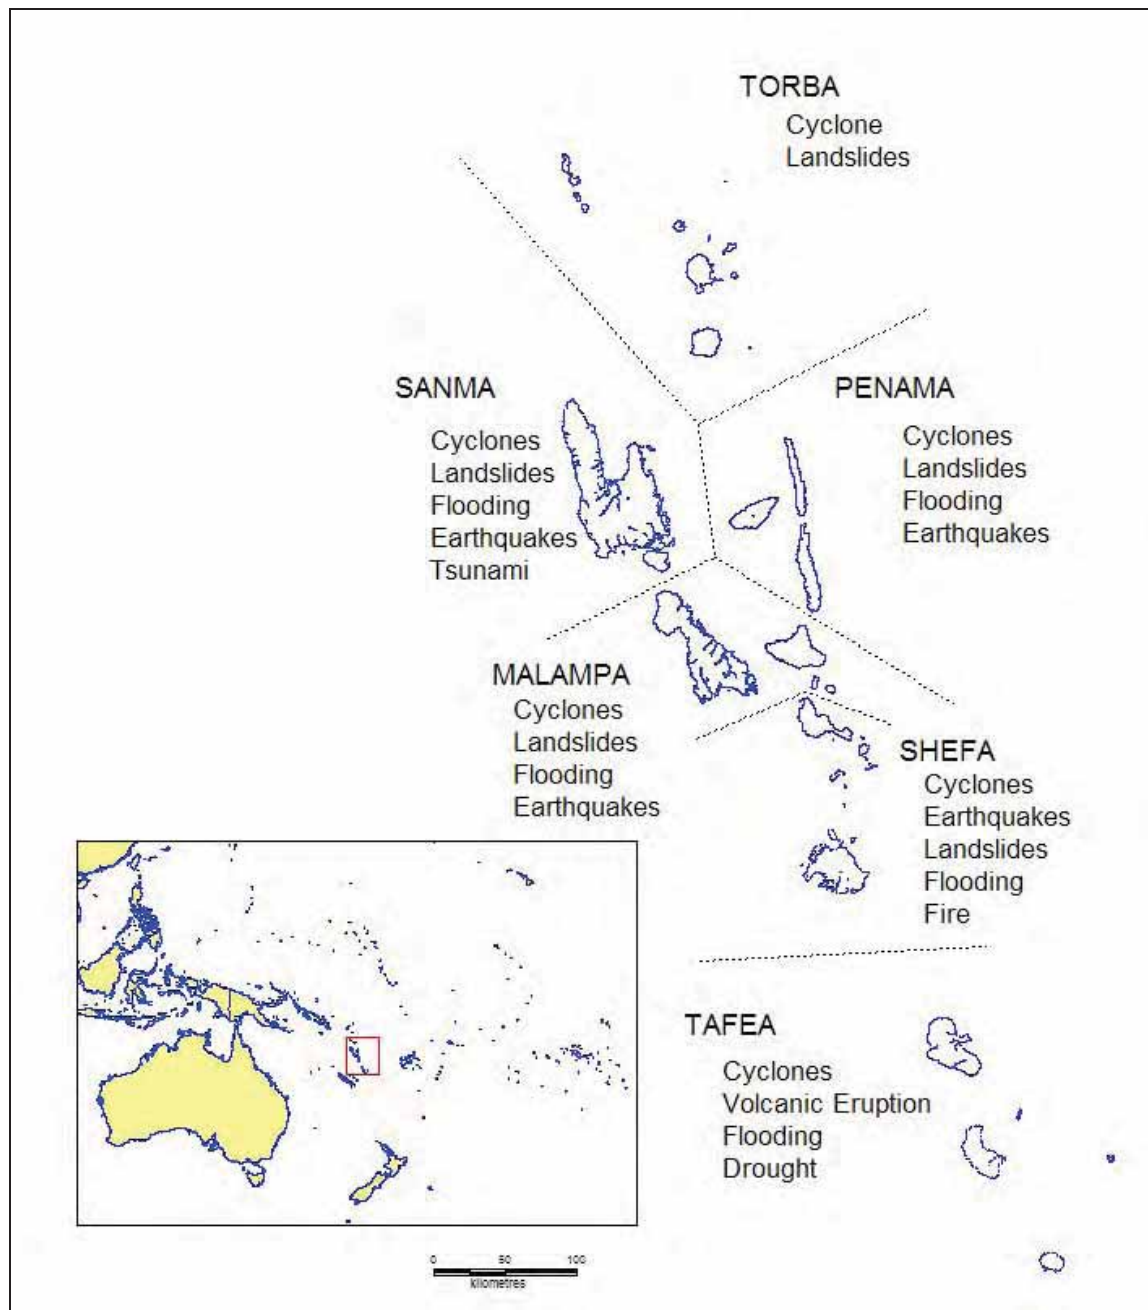 TORBA
Cyclone
Landslides
SANMA
Cyclones
Landslides
Flooding
Earthquakes
Tsunami
PENAMA
Cyclones
Landslides
Flooding
Earthquakes
MALAMPA
Cyclones
Landslides
Flooding
Earthquakes
SHEFA
Cyclones
Earthquakes
Landslides
Flooding
Fire
TAFEA
Cyclones
Volcanic Eruption
Flooding
Drought
0 50 100
kilometres